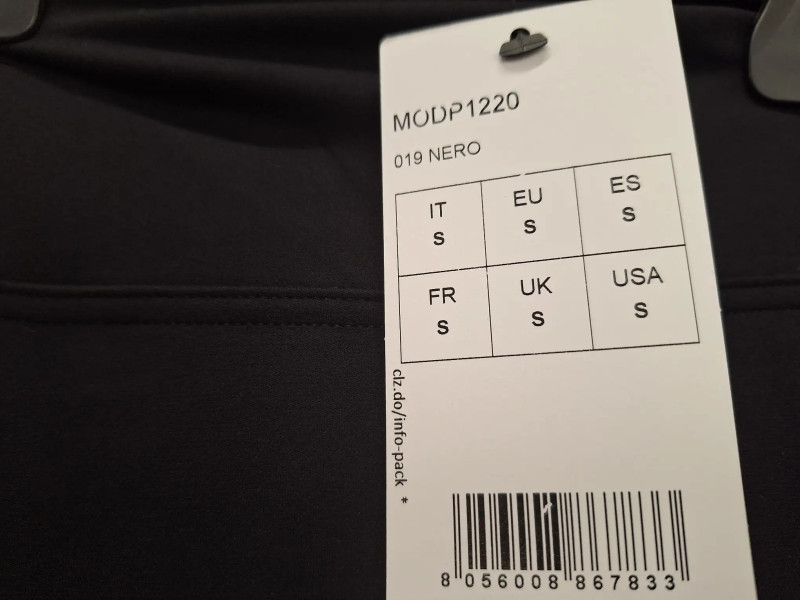 MODP1220
019 NERO
IT EU ES
S S S
FR UK USA
S S S
clz.do/info-pack *
8 056008 867833